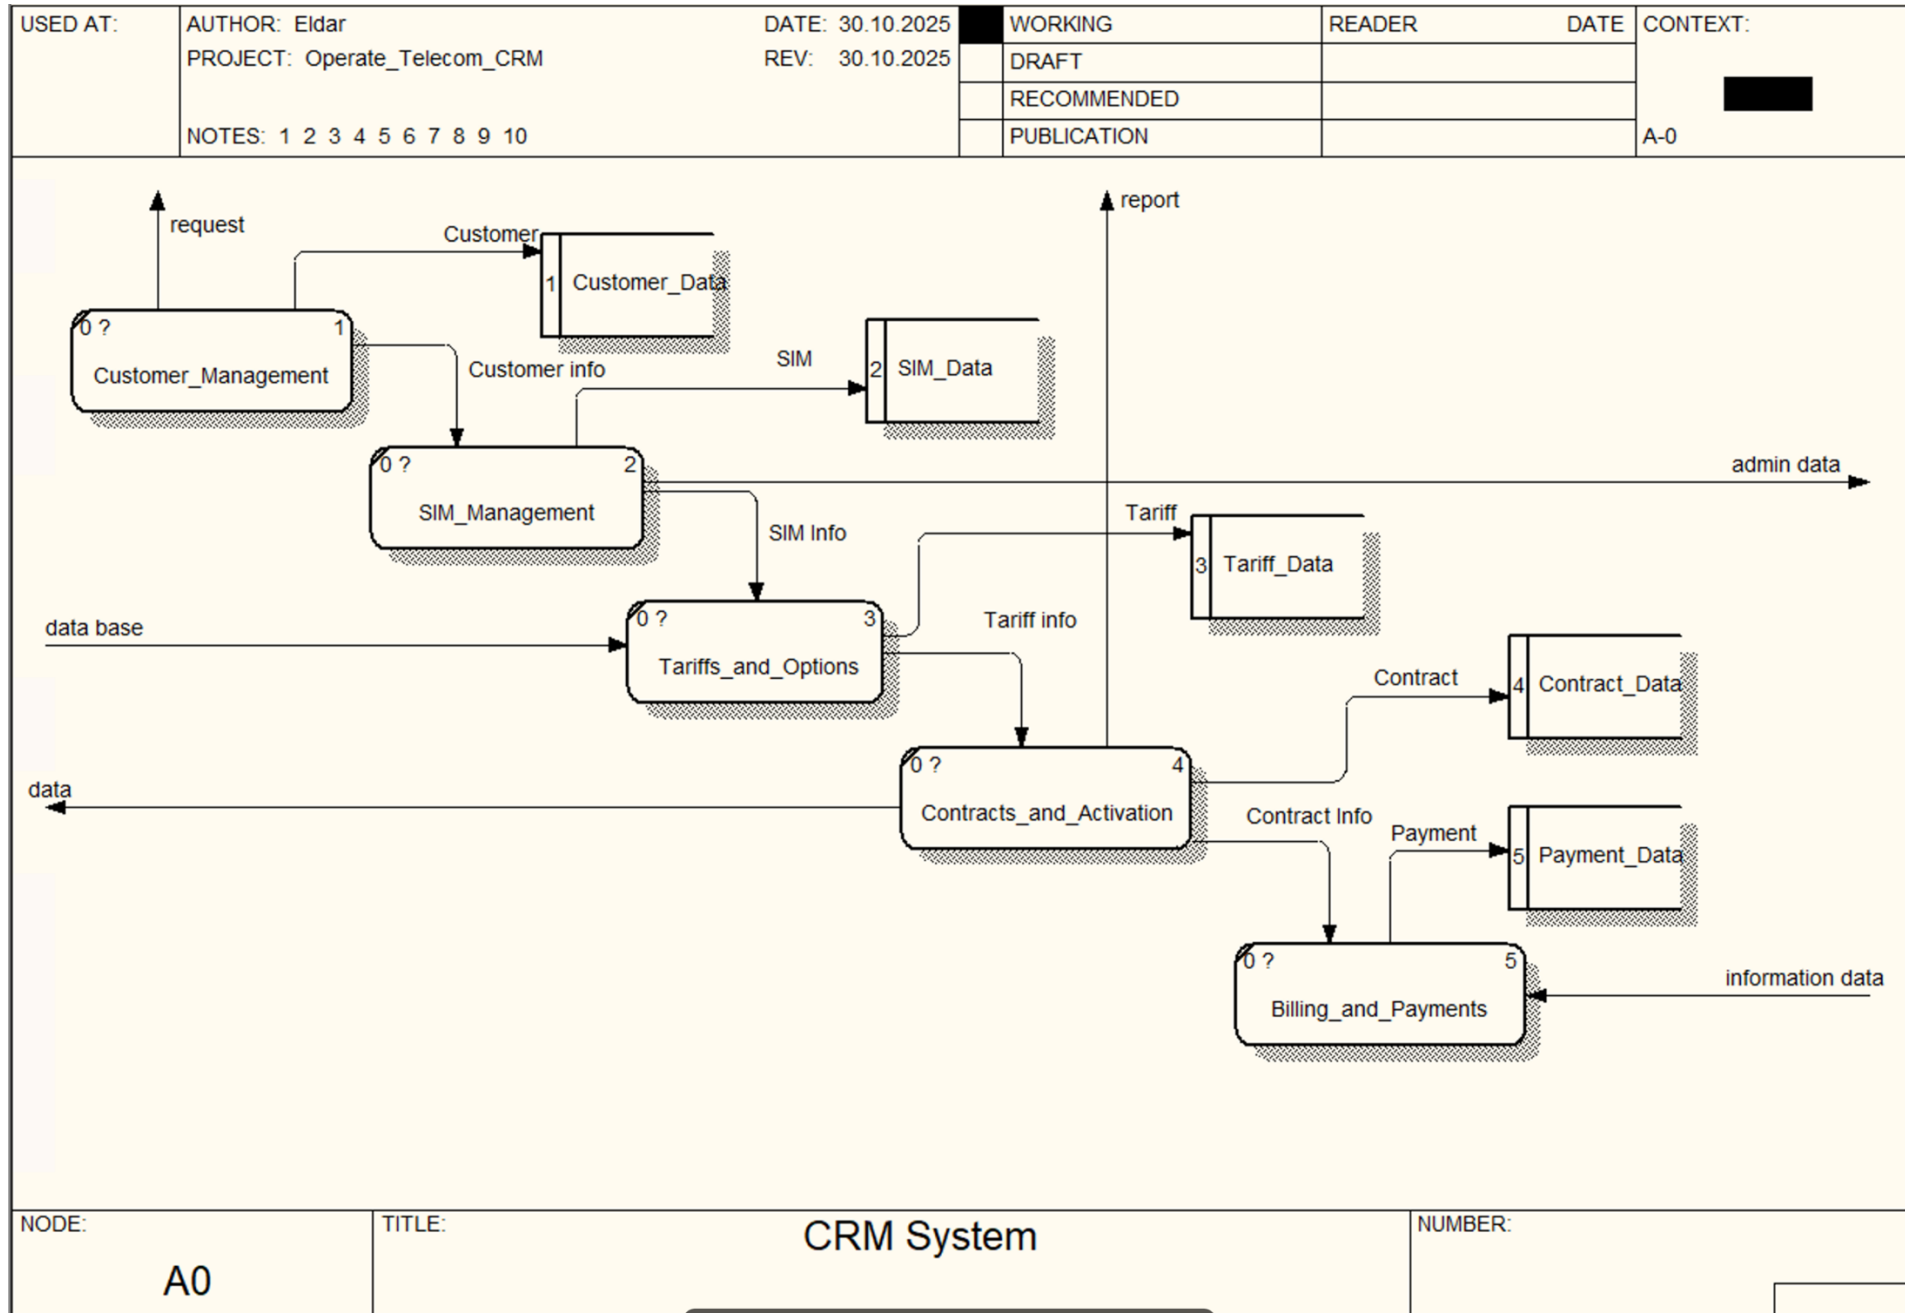 USED AT:
AUTHOR: Eldar
DATE: 30.10.2025
WORKING
READER
DATE
CONTEXT:
PROJECT: Operate_Telecom_CRM
REV: 30.10.2025
DRAFT
RECOMMENDED
NOTES: 1 2 3 4 5 6 7 8 9 10
PUBLICATION
A-0
request
report
Customer
1
Customer_Data
0 ?
1
Customer_Management
Customer info
SIM
2
SIM_Data
0 ?
2
SIM_Management
admin data
SIM Info
Tariff
3
Tariff_Data
data base
0 ?
3
Tariffs_and_Options
Tariff info
Contract
4
Contract_Data
data
0 ?
4
Contracts_and_Activation
Contract Info
Payment
5
Payment_Data
0 ?
5
Billing_and_Payments
information data
NODE:
A0
TITLE:
CRM System
NUMBER: